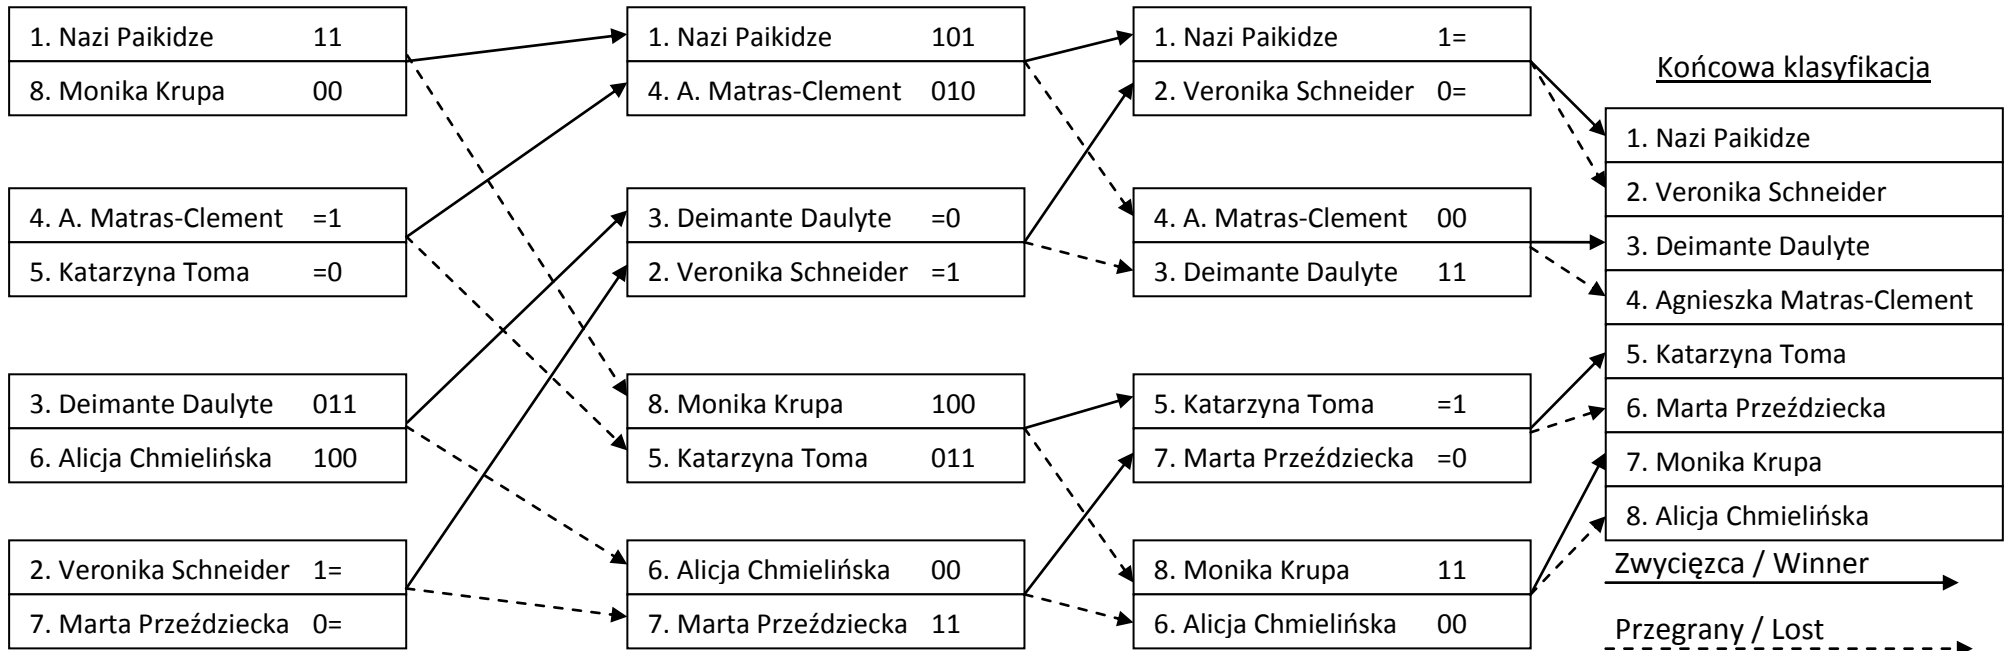 1. Nazi Paikidze 11
8. Monika Krupa 00
4. A. Matras-Clement =1
5. Katarzyna Toma =0
3. Deimante Daulyte 011
6. Alicja Chmielińska 100
2. Veronika Schneider 1=
7. Marta Przeździecka 0=
1. Nazi Paikidze 101
4. A. Matras-Clement 010
3. Deimante Daulyte =0
2. Veronika Schneider =1
8. Monika Krupa 100
5. Katarzyna Toma 011
6. Alicja Chmielińska 00
7. Marta Przeździecka 11
1. Nazi Paikidze 1=
2. Veronika Schneider 0=
4. A. Matras-Clement 00
3. Deimante Daulyte 11
5. Katarzyna Toma =1
7. Marta Przeździecka =0
8. Monika Krupa 11
6. Alicja Chmielińska 00
Końcowa klasyfikacja
1. Nazi Paikidze
2. Veronika Schneider
3. Deimante Daulyte
4. Agnieszka Matras-Clement
5. Katarzyna Toma
6. Marta Przeździecka
7. Monika Krupa
8. Alicja Chmielińska
Zwycięzca / Winner
Przegrany / Lost